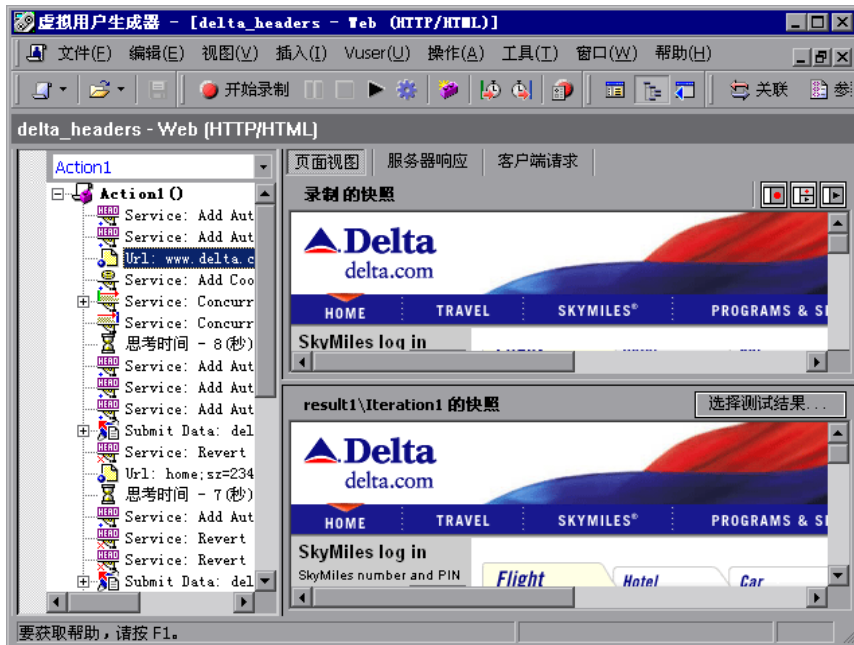 虚拟用户生成器 - [delta_headers - Web (HTTP/HTML)]
文件(F) 编辑(E) 视图(V) 插入(I) Vuser(U) 操作(A) 工具(T) 窗口(W) 帮助(H)
开始录制 关联
delta_headers - Web (HTTP/HTML)
Action1
Action1()
Service: Add Aut
Service: Add Aut
Url: www.delta.c
Service: Add Coo
Service: Concurr
Service: Concurr
思考时间 - 8(秒)
Service: Add Aut
Service: Add Aut
Service: Add Aut
Submit Data: del
Service: Revert
Url: home;sz=234
思考时间 - 7(秒)
Service: Add Aut
Service: Revert
Service: Revert
Submit Data: del
页面视图 服务器响应 客户端请求
录制的快照
Delta
delta.com
HOME TRAVEL SKYMILES® PROGRAMS & SI
SkyMiles log in
result1\Iteration1 的快照 选择测试结果...
Delta
delta.com
HOME TRAVEL SKYMILES® PROGRAMS & SI
SkyMiles log in
SkyMiles number and PIN
Flight Hotel Car
要获取帮助，请按 F1。